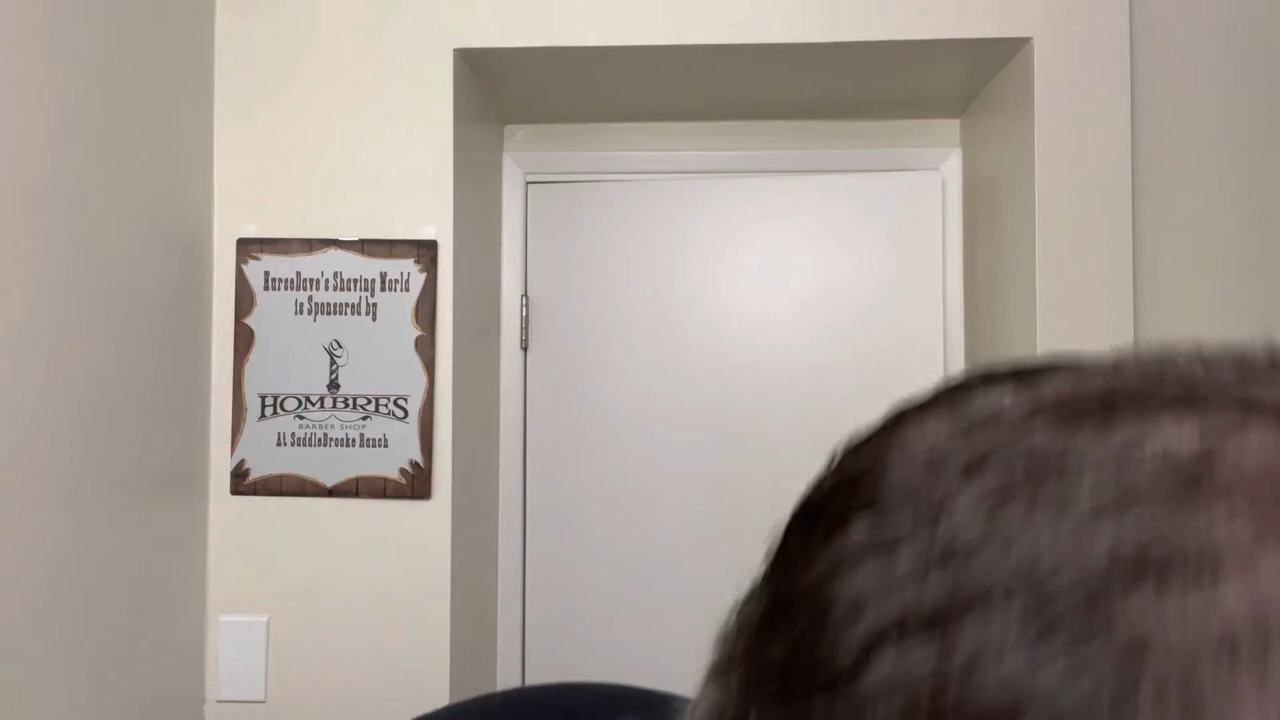 NurseDave's Shaving World
is Sponsored by
HOMBRES
BARBER SHOP
At SaddleBrooke Ranch